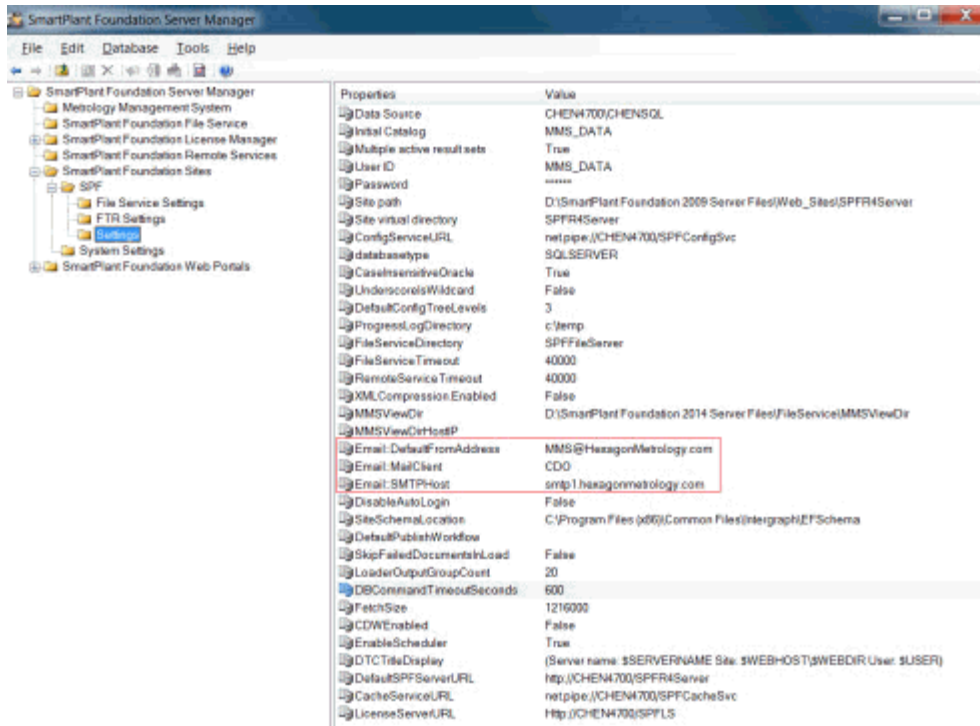 SmartPlant Foundation Server Manager
File Edit Database Tools Help
SmartPlant Foundation Server Manager
Metrology Management System
SmartPlant Foundation File Service
SmartPlant Foundation License Manager
SmartPlant Foundation Remote Services
SmartPlant Foundation Sites
SPF
File Service Settings
FTR Settings
Settings
System Settings
SmartPlant Foundation Web Portals
Properties Value
Data Source CHEN4700\CHENSQL
Initial Catalog MMS_DATA
Multiple active result sets True
User ID MMS_DATA
Password ******
Site path D:\SmartPlant Foundation 2009 Server Files\Web_Sites\SPFR4Server
Site virtual directory SPFR4Server
ConfigServiceURL net.pipe://CHEN4700/SPFConfigSvc
databasetype SQLSERVER
CaseInsensitiveOracle True
UnderscoreIsWildcard False
DefaultConfigTreeLevels 3
ProgressLogDirectory c:\temp
FileServiceDirectory SPFFileServer
FileServiceTimeout 40000
RemoteServiceTimeout 40000
XMLCompression.Enabled False
MMSViewDir D:\SmartPlant Foundation 2014 Server Files\FileService\MMSViewDir
MMSViewDirHostIP
Email:DefaultFromAddress MMS@HexagonMetrology.com
Email:MailClient CDO
Email:SMTPHost smtp1.hexagonmetrology.com
DisableAutoLogin False
SiteSchemaLocation C:\Program Files (x86)\Common Files\Intergraph\EFSchema
DefaultPublishWorkflow
SkipFailedDocumentsInLoad False
LoaderOutputGroupCount 20
DBCommandTimeoutSeconds 600
FetchSize 1216000
CDWEnabled False
EnableScheduler True
DTCTitleDisplay (Server name: $SERVERNAME Site: $WEBHOST\$WEBDIR User: $USER)
DefaultSPFServerURL http://CHEN4700/SPFR4Server
CacheServiceURL net.pipe://CHEN4700/SPFCacheSvc
LicenseServerURL Http://CHEN4700/SPFLS